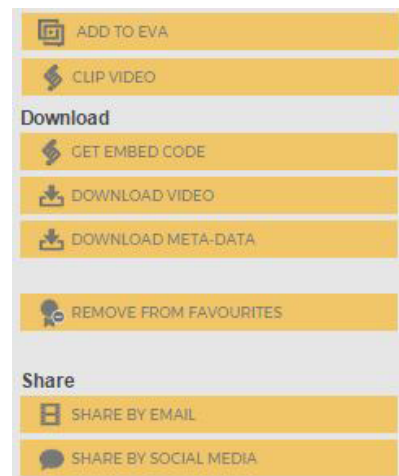 ADD TO EVA
CLIP VIDEO
Download
GET EMBED CODE
DOWNLOAD VIDEO
DOWNLOAD META-DATA
REMOVE FROM FAVOURITES
Share
SHARE BY EMAIL
SHARE BY SOCIAL MEDIA